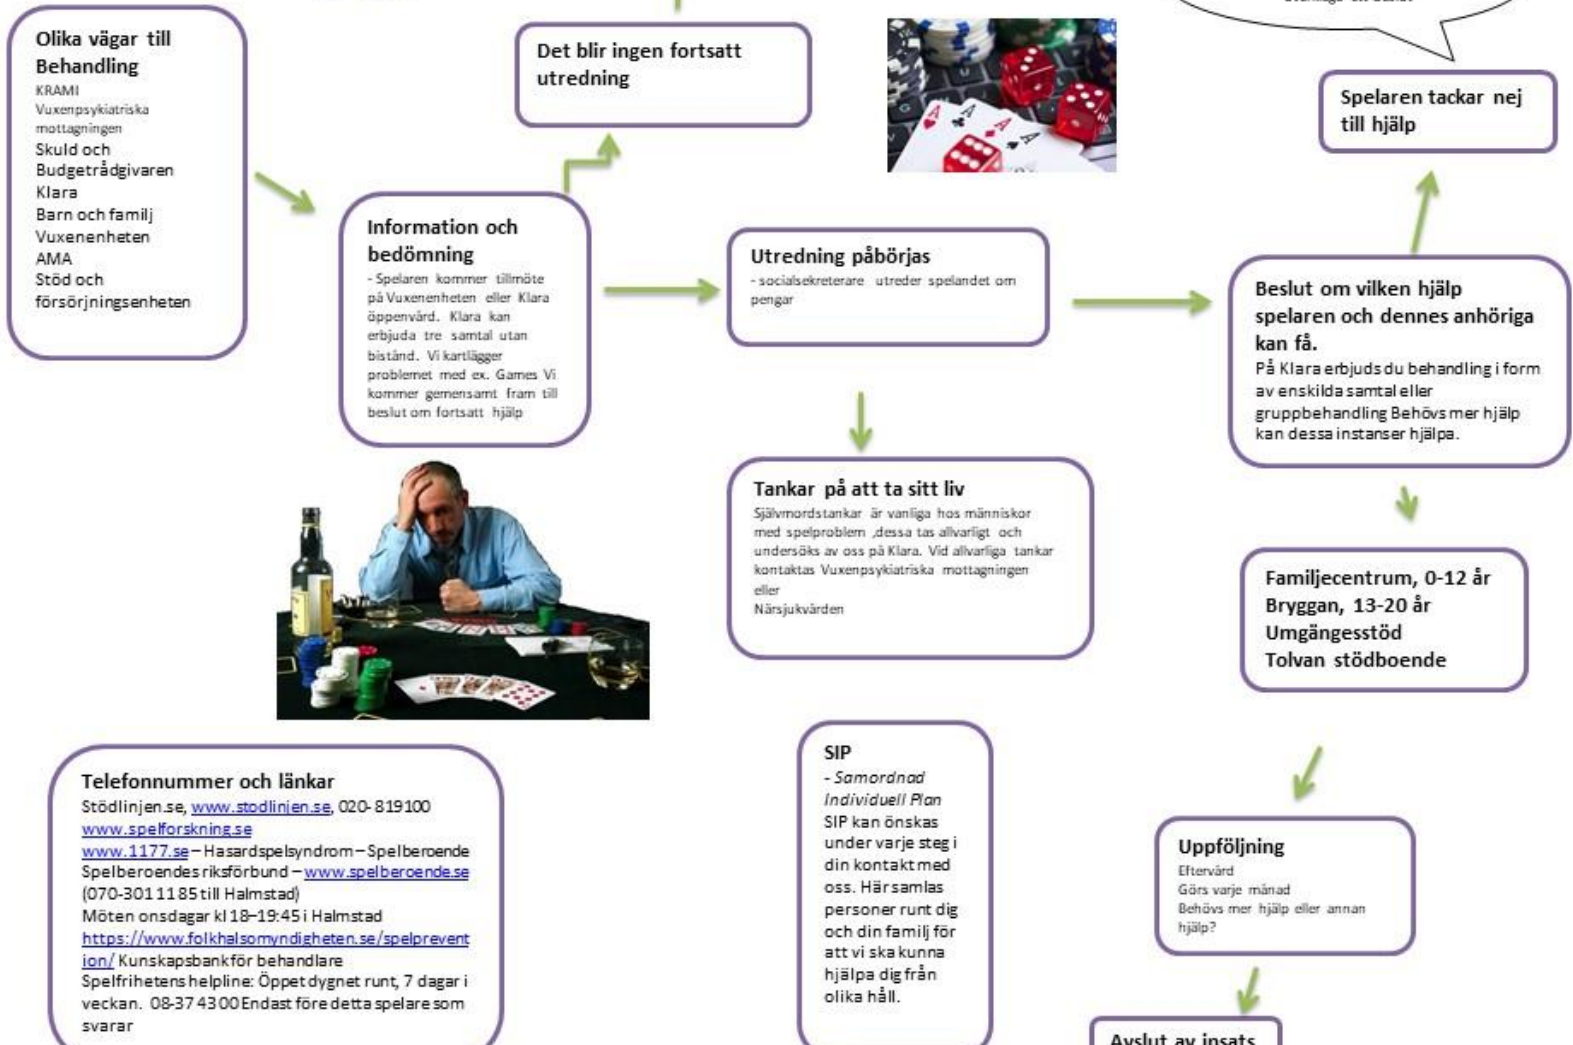 Olika vägar till
Behandling
KRAMI
Vuxenpsykiatriska
mottagningen
Skuld och
Budgetrådgivaren
Klara
Barn och familj
Vuxenenheten
AMA
Stöd och
försörjningsenheten
Det blir ingen fortsatt
utredning
Spelaren tackar nej
till hjälp
Information och
bedömning
- Spelaren kommer tillmöte
på Vuxenenheten eller Klara
öppenvård. Klara kan
erbjuda tre samtal utan
bistånd. Vi kartlägger
problemet med ex. Games Vi
kommer gemensamt fram till
beslut om fortsatt hjälp
Utredning påbörjas
- socialsekreterare utreder spelandet om
pengar
Beslut om vilken hjälp
spelaren och dennes anhöriga
kan få.
På Klara erbjuds du behandling i form
av enskilda samtal eller
gruppbehandling Behövs mer hjälp
kan dessa instanser hjälpa.
Tankar på att ta sitt liv
Självmordstankar är vanliga hos människor
med spelproblem ,dessa tas allvarligt och
undersöks av oss på Klara. Vid allvarliga tankar
kontaktas Vuxenpsykiatriska mottagningen
eller
Närsjukvården
Familjecentrum, 0-12 år
Bryggan, 13-20 år
Umgängesstöd
Tolvan stödboende
Telefonnummer och länkar
Stödlinjen.se, www.stodlinjen.se, 020- 819100
www.spelforskning.se
www.1177.se – Hasardspelsyndrom – Spelberoende
Spelberoendes riksförbund – www.spelberoende.se
(070-301 11 85 till Halmstad)
Möten onsdagar kl 18–19:45 i Halmstad
https://www.folkhalsomyndigheten.se/spelprevent
ion/ Kunskapsbank för behandlare
Spelfrihetens helpline: Öppet dygnet runt, 7 dagar i
veckan. 08-37 43 00 Endast före detta spelare som
svarar
SIP
- Samordnad
Individuell Plan
SIP kan önskas
under varje steg i
din kontakt med
oss. Här samlas
personer runt dig
och din familj för
att vi ska kunna
hjälpa dig från
olika håll.
Uppföljning
Eftervård
Görs varje månad
Behövs mer hjälp eller annan
hjälp?
Avslut av insats